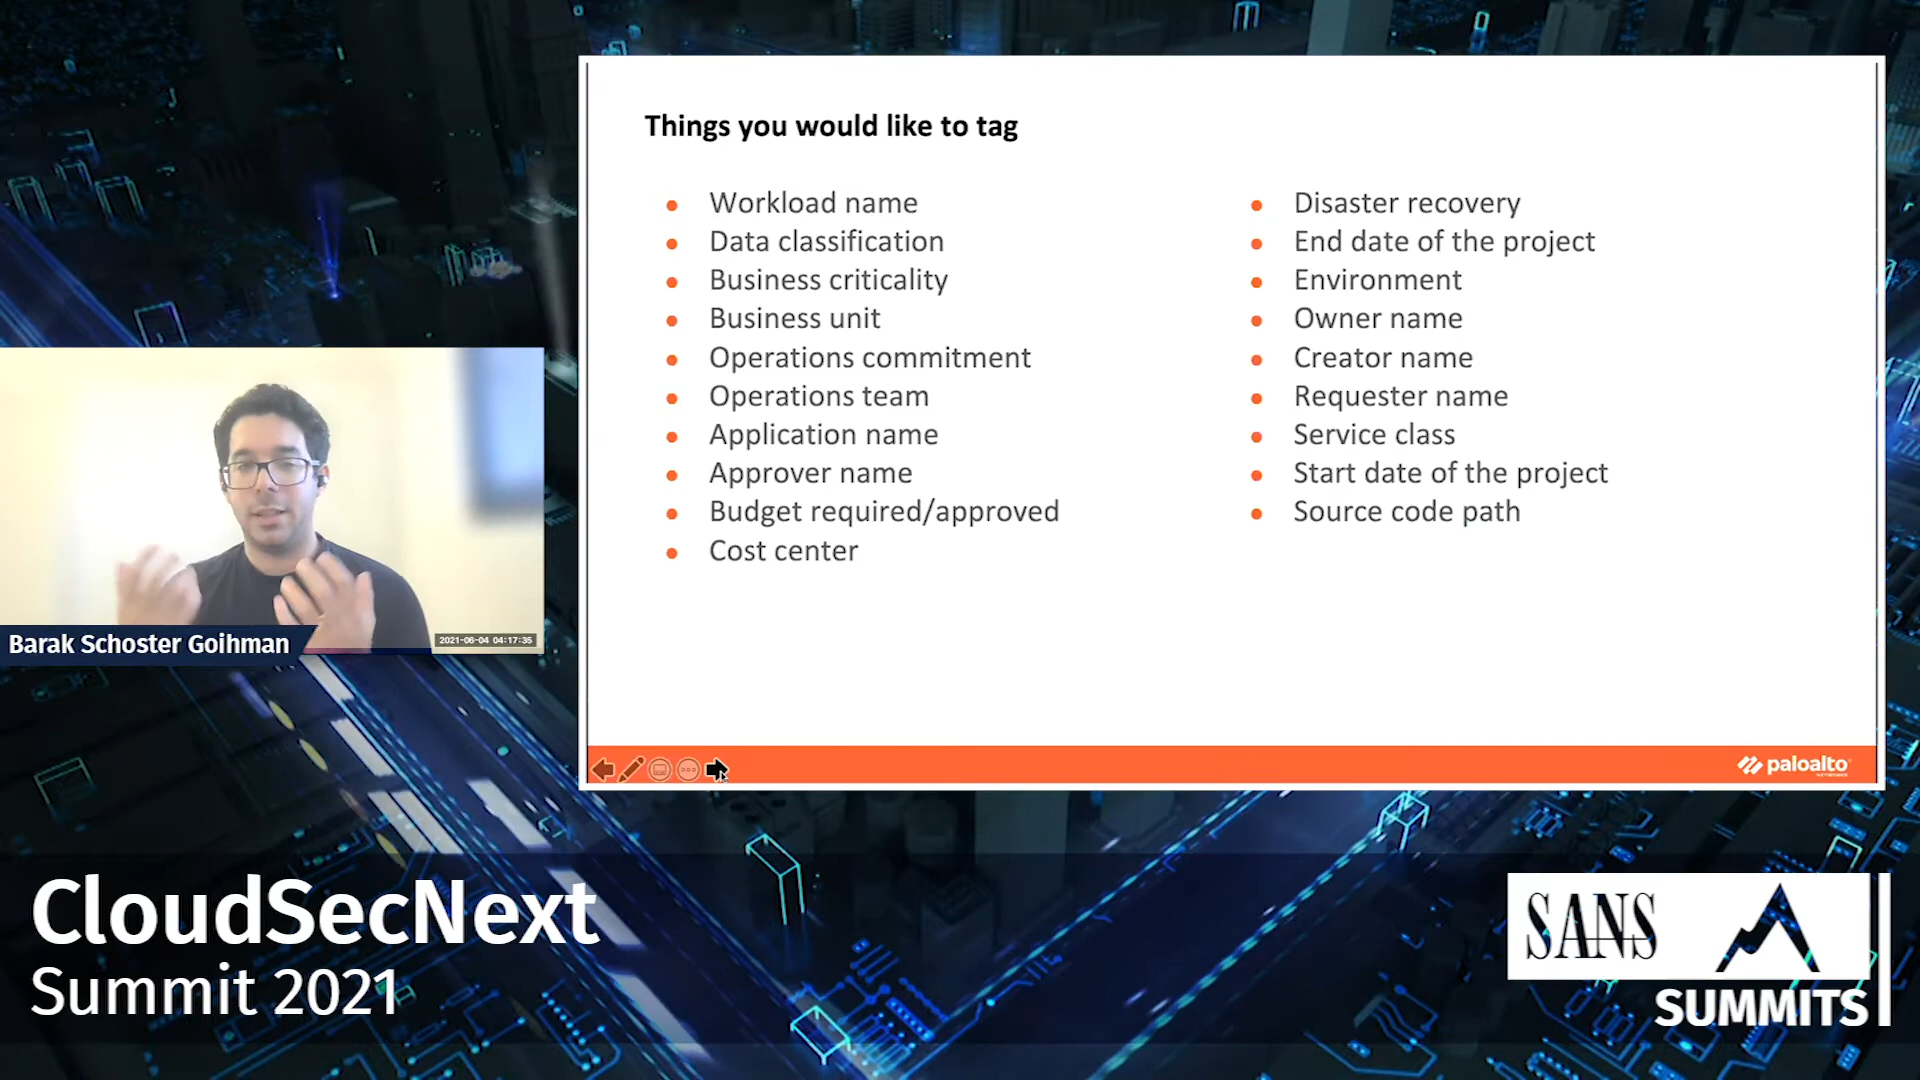 Things you would like to tag
Workload name
Data classification
Business criticality
Business unit
Operations commitment
Operations team
Application name
Approver name
Budget required/approved
Cost center
Disaster recovery
End date of the project
Environment
Owner name
Creator name
Requester name
Service class
Start date of the project
Source code path
paloalto
NETWORKS
Barak Schoster Goihman
2021-06-04 04:17:35
CloudSecNext
Summit 2021
SANS
SUMMITS